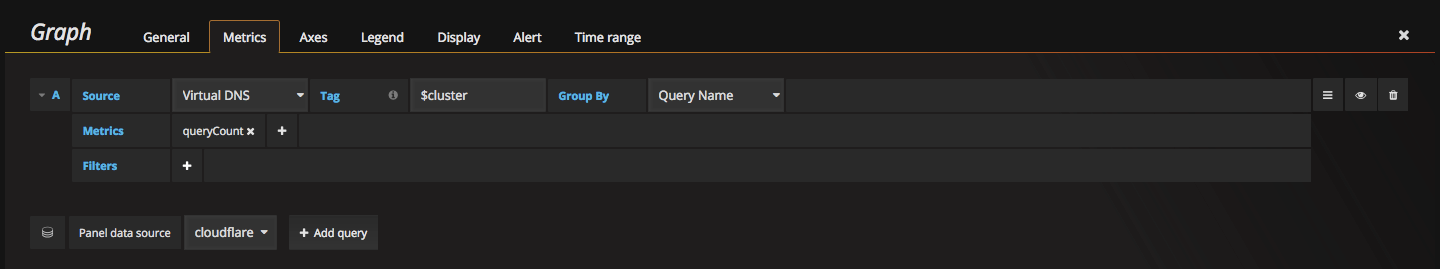 Graph General Metrics Axes Legend Display Alert Time range
A Source Virtual DNS Tag $cluster Group By Query Name
Metrics queryCount
Filters
Panel data source cloudflare Add query